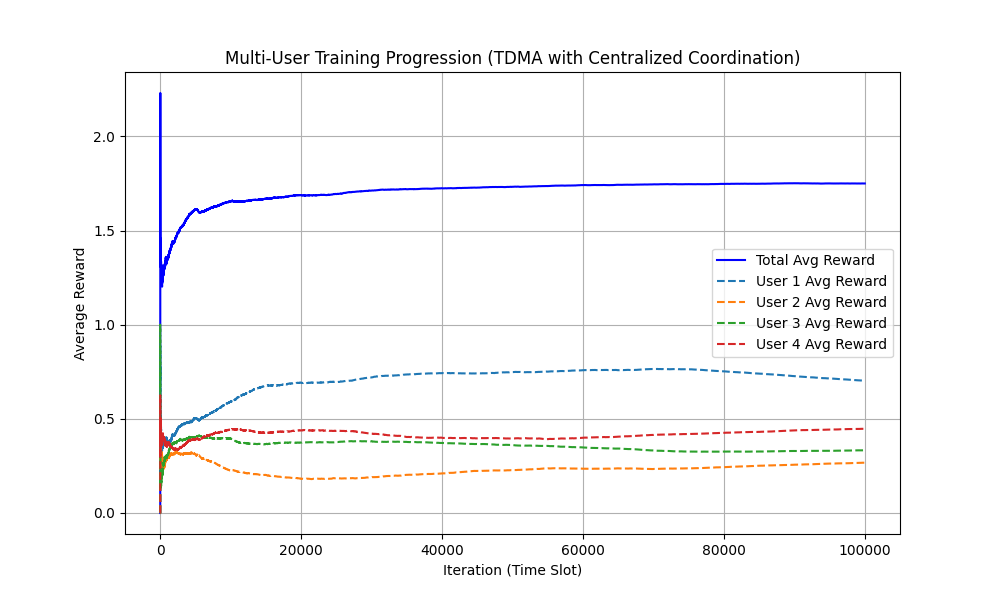 Multi-User Training Progression (TDMA with Centralized Coordination)
Average Reward
2.0
1.5
1.0
0.5
0.0
Total Avg Reward
User 1 Avg Reward
User 2 Avg Reward
User 3 Avg Reward
User 4 Avg Reward
0 20000 40000 60000 80000 100000
Iteration (Time Slot)